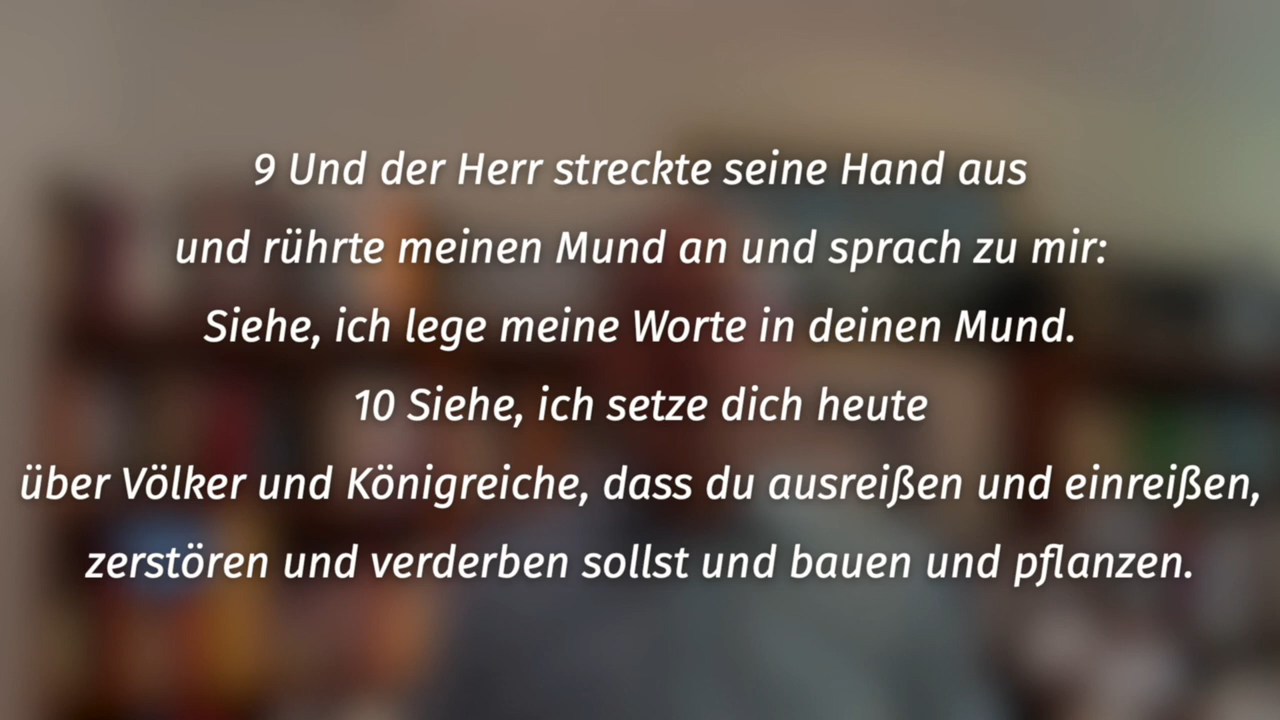 9 Und der Herr streckte seine Hand aus
und rührte meinen Mund an und sprach zu mir:
Siehe, ich lege meine Worte in deinen Mund.
10 Siehe, ich setze dich heute
über Völker und Königreiche, dass du ausreißen und einreißen,
zerstören und verderben sollst und bauen und pflanzen.